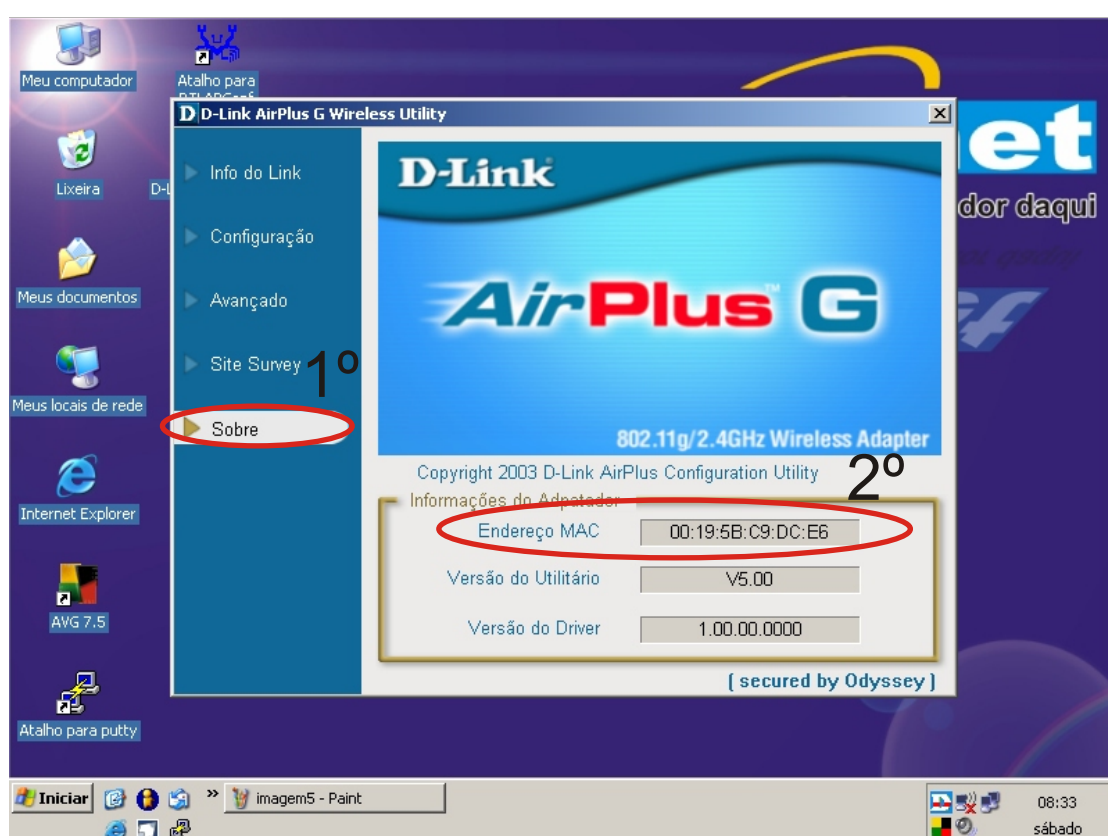 Meu computador
Atalho para
Lixeira
Meus documentos
Meus locais de rede
Internet Explorer
AVG 7.5
Atalho para putty
D D-Link AirPlus G Wireless Utility
Info do Link
Configuração
Avançado
Site Survey
1º
Sobre
D-Link
AirPlus™ G
802.11g/2.4GHz Wireless Adapter
Copyright 2003 D-Link AirPlus Configuration Utility
2º
Informações do Adpatador
Endereço MAC 00:19:5B:C9:DC:E6
Versão do Utilitário V5.00
Versão do Driver 1.00.00.0000
[ secured by Odyssey ]
et
dor daqui
Iniciar
»
imagem5 - Paint
08:33
sábado